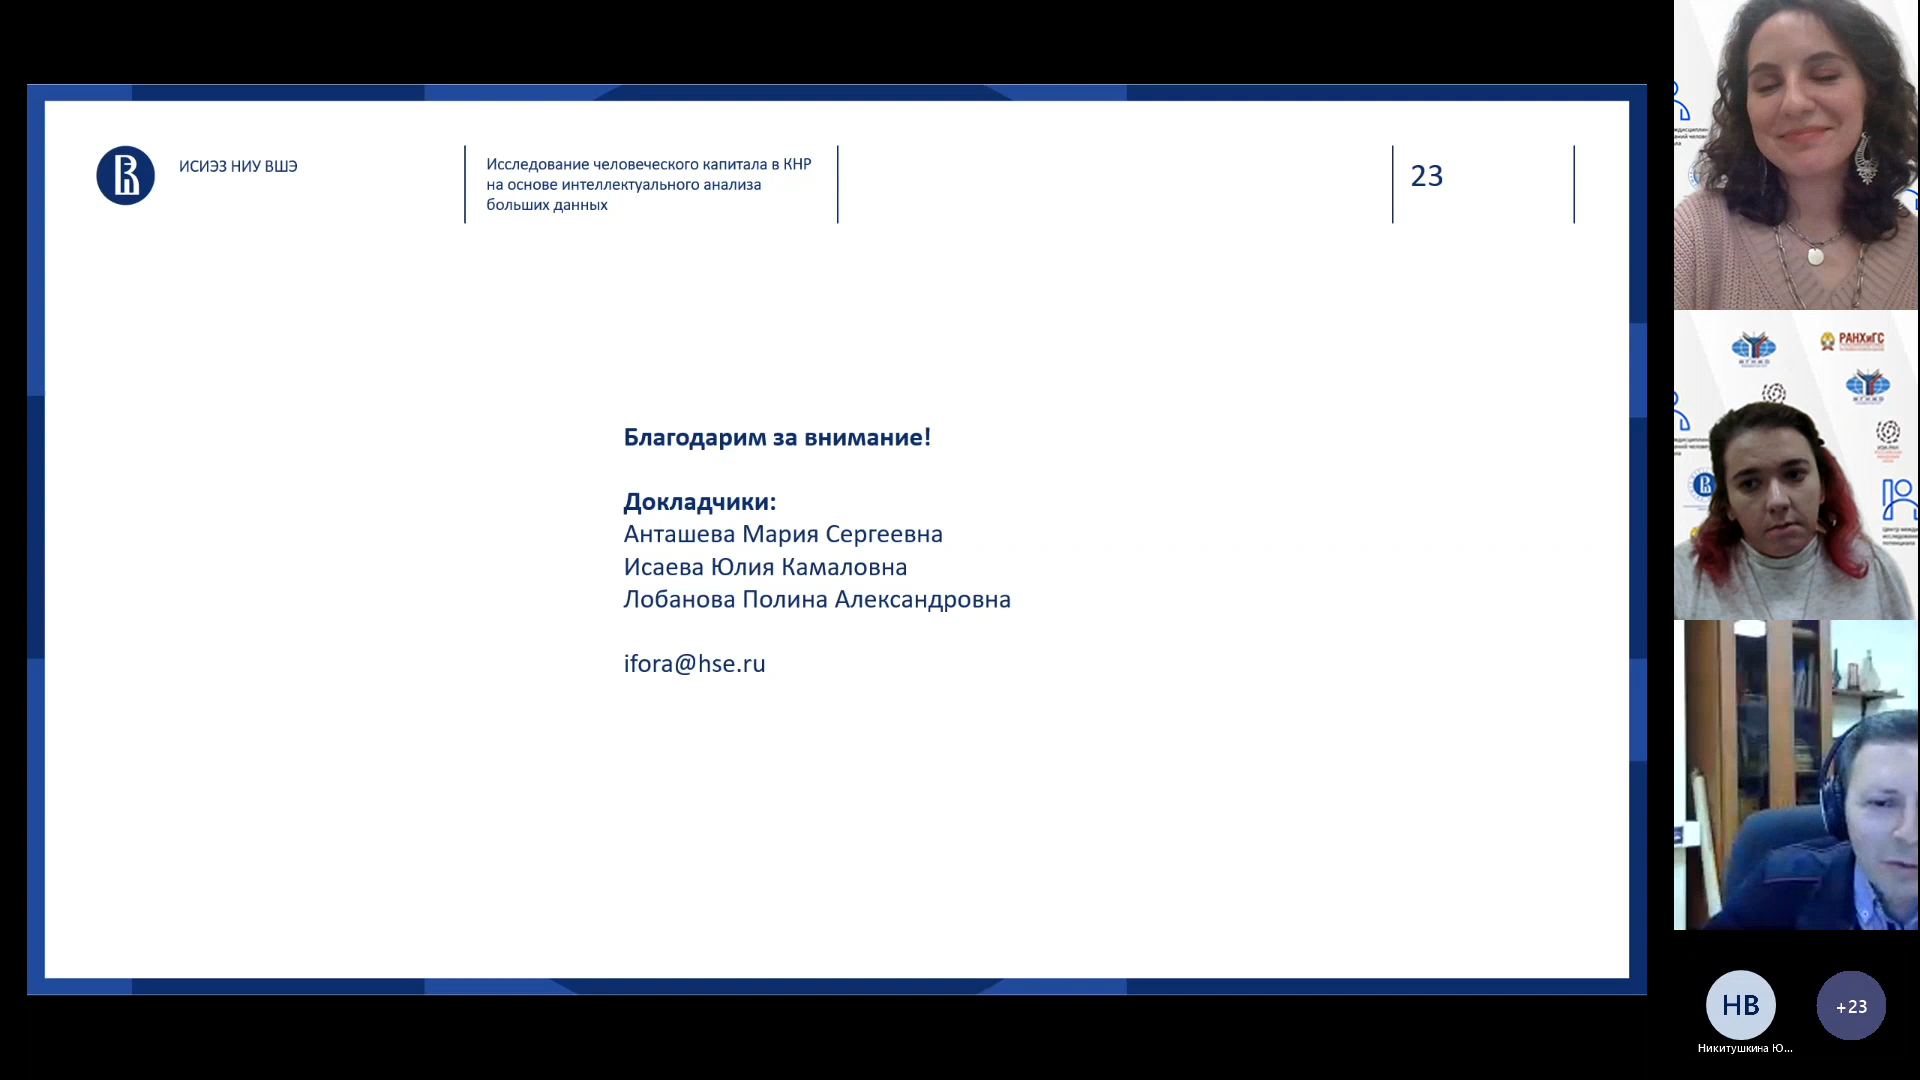 ИСИЭЗ НИУ ВШЭ
Исследование человеческого капитала в КНР
на основе интеллектуального анализа
больших данных
23
Благодарим за внимание!
Докладчики:
Анташева Мария Сергеевна
Исаева Юлия Камаловна
Лобанова Полина Александровна
ifora@hse.ru
РАНХиГС
НВ
+23
Никитушкина Ю...